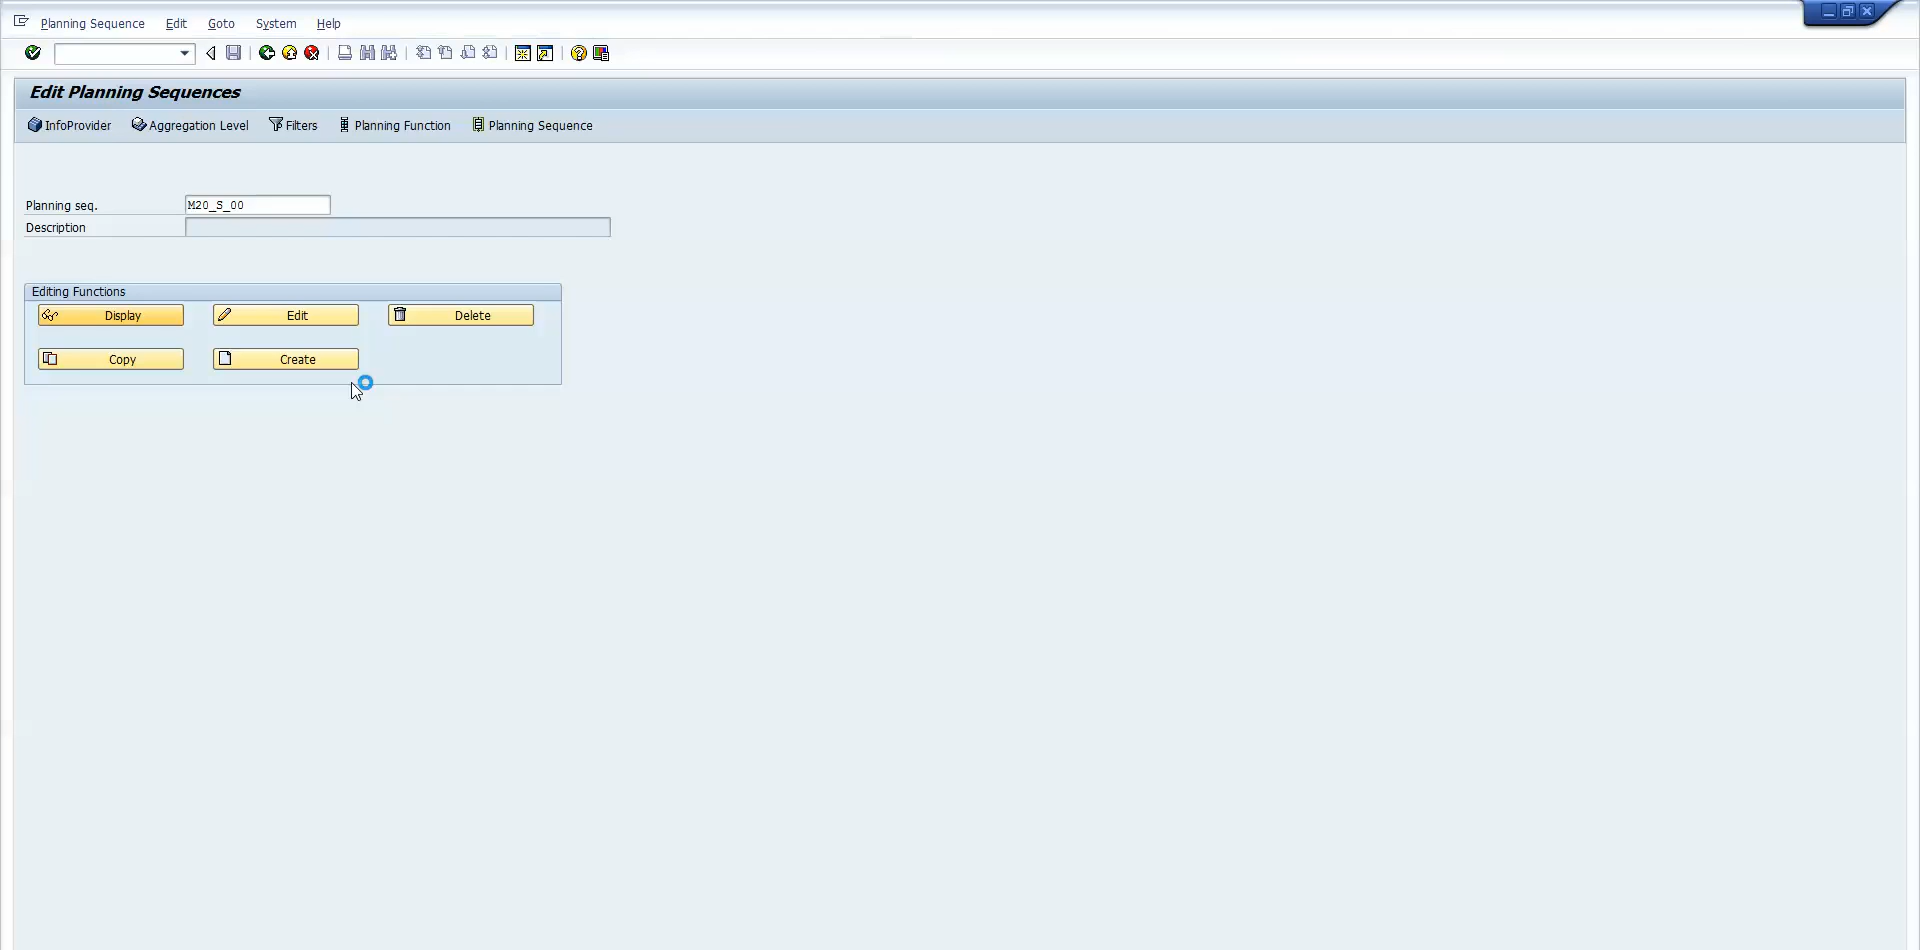 Planning Sequence Edit Goto System Help
Edit Planning Sequences
InfoProvider Aggregation Level Filters Planning Function Planning Sequence
Planning seq. M20_S_00
Description
Editing Functions
Display Edit Delete
Copy Create